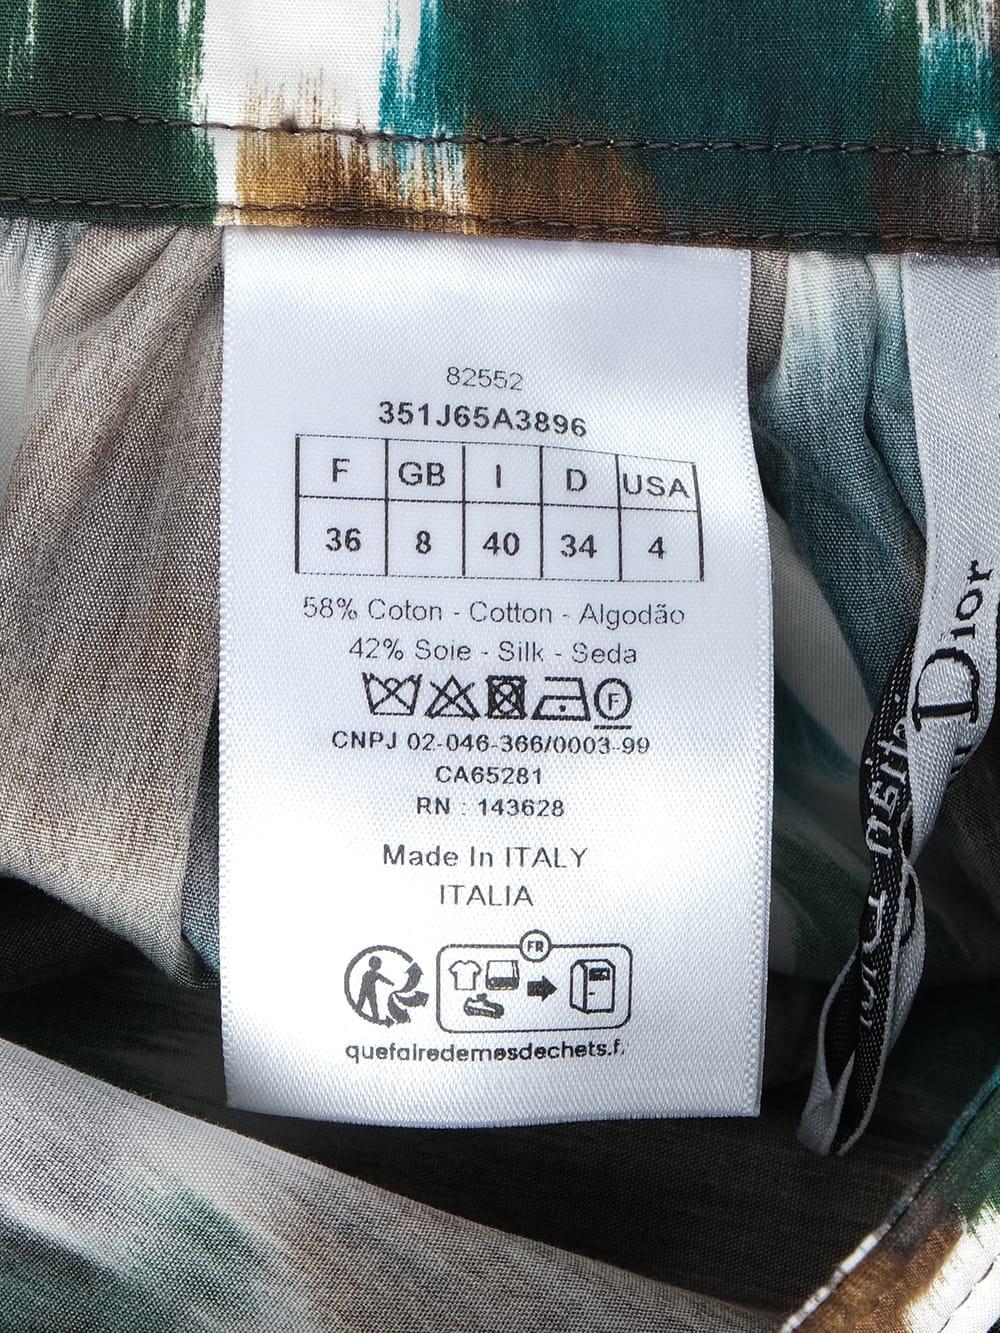 82552
351J65A3896
F GB I D USA
36 8 40 34 4
58% Coton - Cotton - Algodão
42% Soie - Silk - Seda
F
CNPJ 02-046-366/0003-99
CA65281
RN : 143628
Made In ITALY
ITALIA
FR
quefairedemesdechets.f
Dior